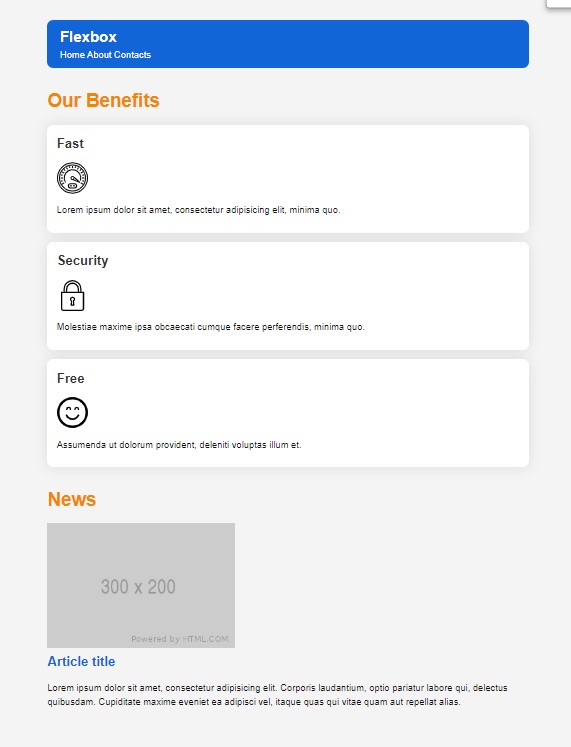 Flexbox
Home About Contacts
Our Benefits
Fast
Lorem ipsum dolor sit amet, consectetur adipisicing elit, minima quo.
Security
Molestiae maxime ipsa obcaecati cumque facere perferendis, minima quo.
Free
Assumenda ut dolorum provident, deleniti voluptas illum et.
News
300 x 200
Powered by HTML.COM
Article title
Lorem ipsum dolor sit amet, consectetur adipisicing elit. Corporis laudantium, optio pariatur labore qui, delectus
quibusdam. Cupiditate maxime eveniet ea adipisci vel, itaque quas qui vitae quam aut repellat alias.